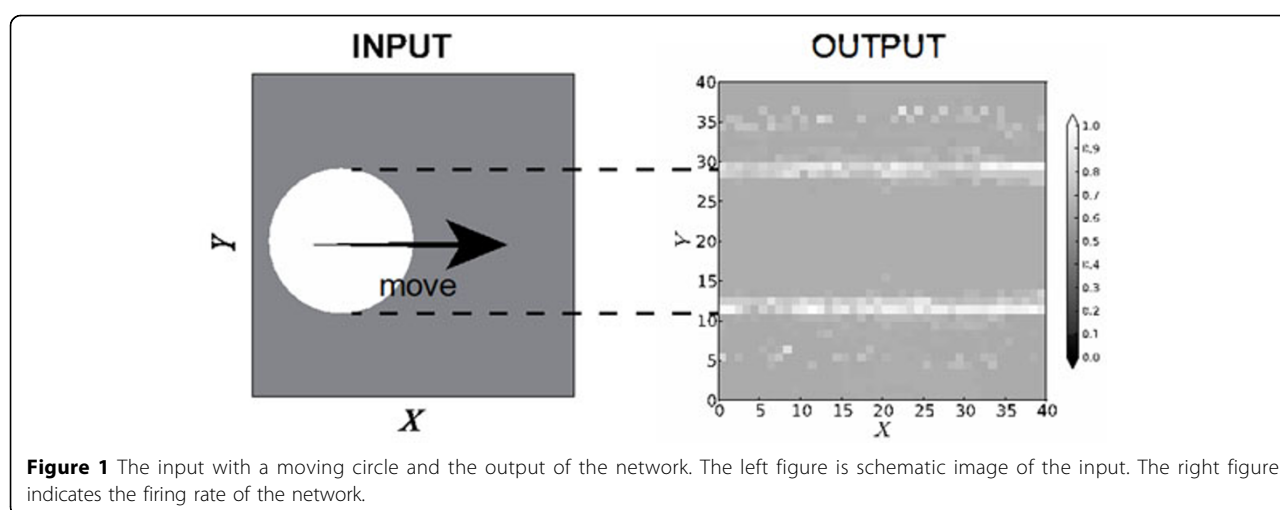 INPUT
OUTPUT
Y
move
X
40
35
30
25
20
15
10
5
0
Y
0 5 10 15 20 25 30 35 40
X
1.0
0.9
0.8
0.7
0.6
0.5
0.4
0.3
0.2
0.1
0.0
Figure 1 The input with a moving circle and the output of the network. The left figure is schematic image of the input. The right figure
indicates the firing rate of the network.